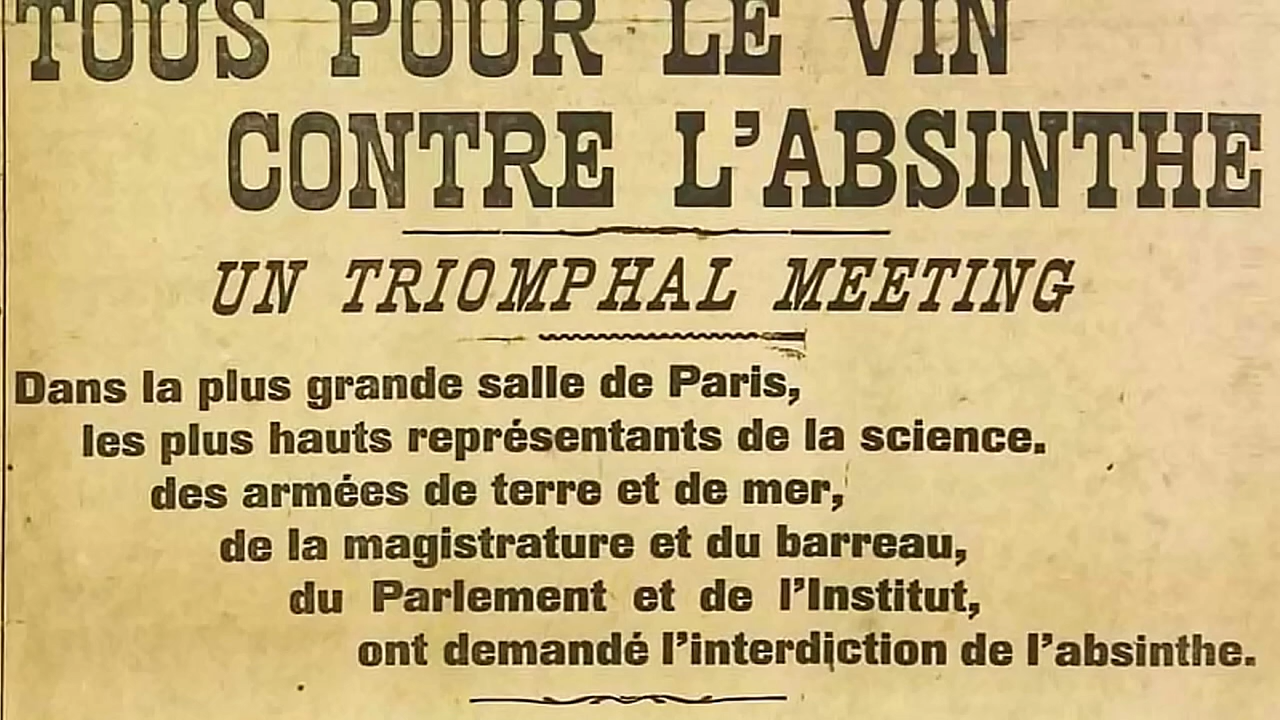 TOUS POUR LE VIN
CONTRE L'ABSINTHE
UN TRIOMPHAL MEETING
Dans la plus grande salle de Paris,
les plus hauts représentants de la science.
des armées de terre et de mer,
de la magistrature et du barreau,
du Parlement et de l'Institut,
ont demandé l'interdiction de l'absinthe.